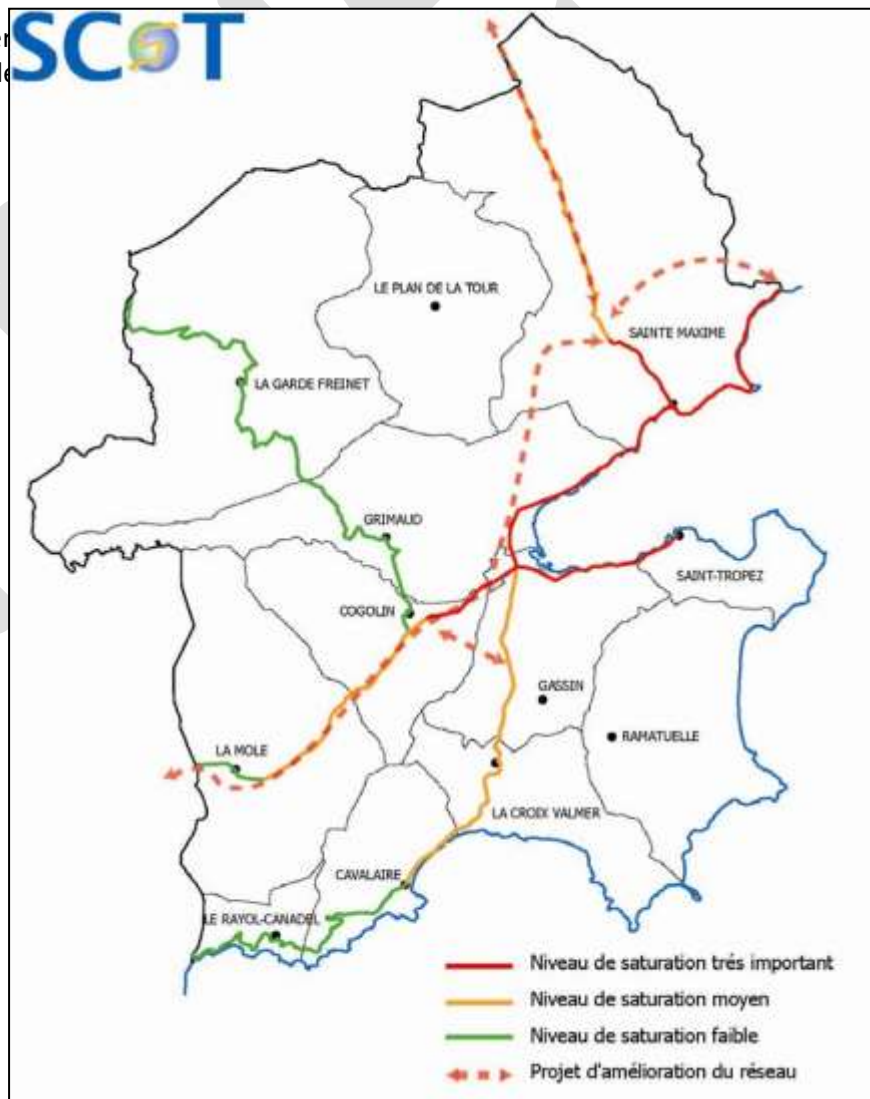 SCOT
LE PLAN DE LA TOUR
SAINTE MAXIME
LA GARDE FREINET
GRIMAUD
SAINT-TROPEZ
COGOLIN
GASSIN
RAMATUELLE
LA MOLE
LA CROIX VALMER
CAVALAIRE
LE RAYOL-CANADEL
Niveau de saturation trés important
Niveau de saturation moyen
Niveau de saturation faible
Projet d'amélioration du réseau